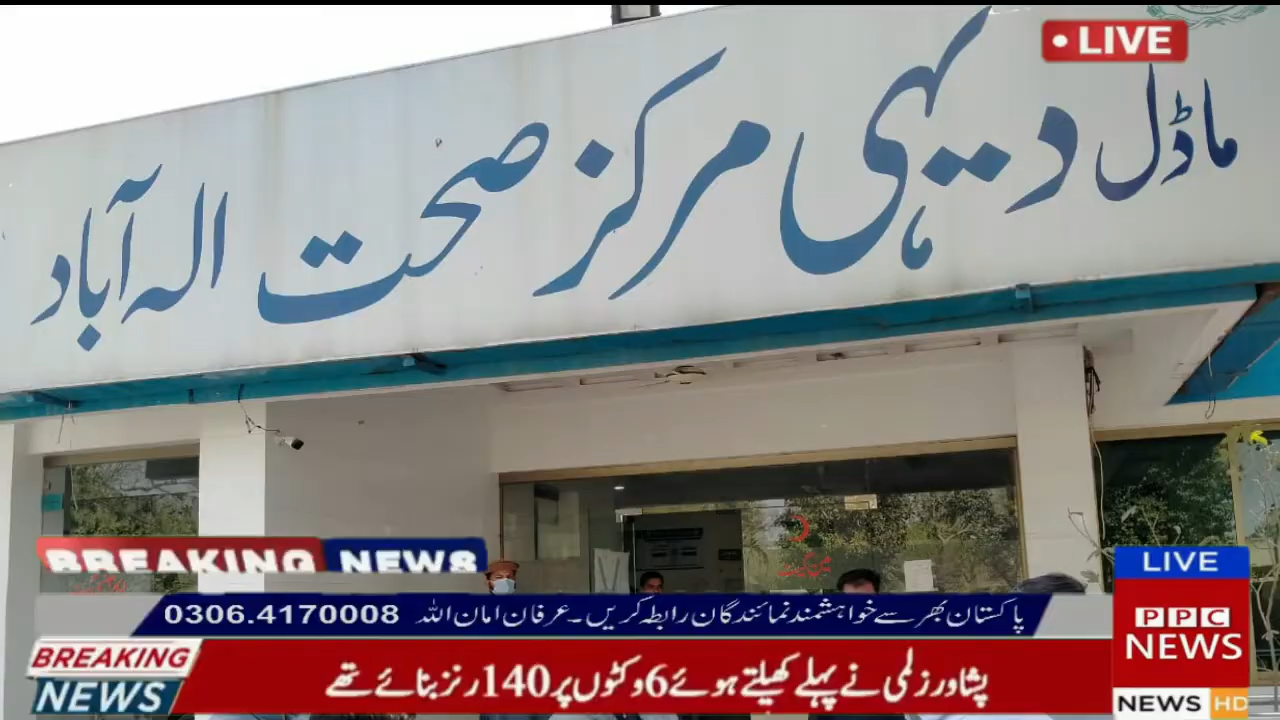 LIVE
ماڈل دیہی مرکز صحت الہ آباد
BREAKING NEWS
پاکستان بھر سے خواہشمند نمائندگان رابطہ کریں۔ عرفان امان اللہ 0306.4170008
BREAKING NEWS
پشاور زلمی نے پہلے کھیلتے ہوئے 6 وکٹوں پر 140 رنز بنائے تھے
LIVE
PPC
NEWS
NEWS HD